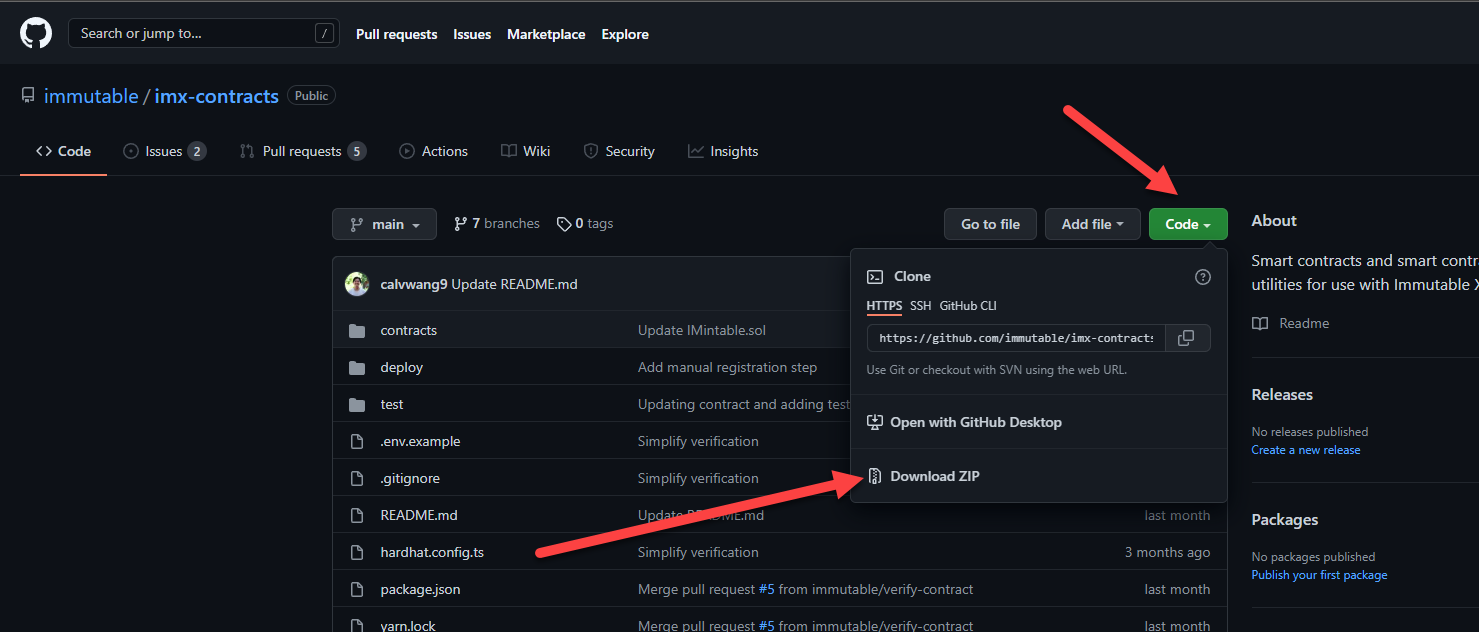 Search or jump to... /
Pull requests Issues Marketplace Explore
immutable / imx-contracts Public
Code Issues 2 Pull requests 5 Actions Wiki Security Insights
main 7 branches 0 tags Go to file Add file Code
calvwang9 Update README.md
contracts Update IMintable.sol
deploy Add manual registration step
test Updating contract and adding test
.env.example Simplify verification
.gitignore Simplify verification
README.md Update README.md last month
hardhat.config.ts Simplify verification 3 months ago
package.json Merge pull request #5 from immutable/verify-contract last month
yarn.lock Merge pull request #5 from immutable/verify-contract last month
Clone ?
HTTPS SSH GitHub CLI
https://github.com/immutable/imx-contracts
Use Git or checkout with SVN using the web URL.
Open with GitHub Desktop
Download ZIP
About
Smart contracts and smart contra
utilities for use with Immutable X
Readme
Releases
No releases published
Create a new release
Packages
No packages published
Publish your first package